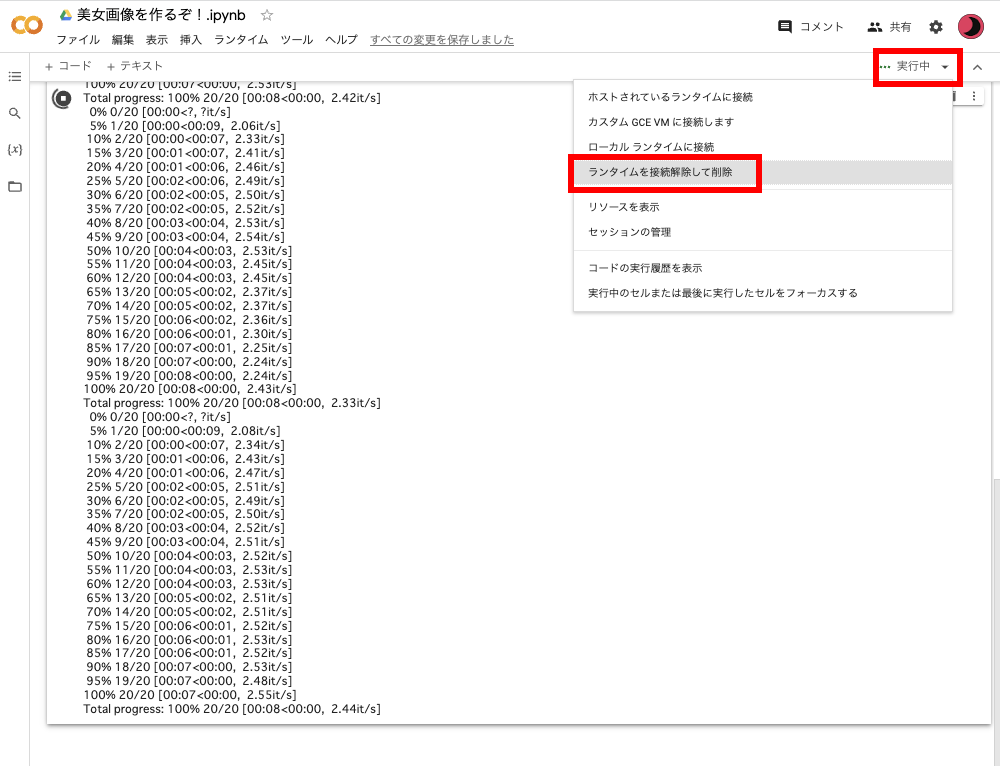 美女画像を作るぞ！.ipynb
コメント
共有
ファイル 編集 表示 挿入 ランタイム ツール ヘルプ すべての変更を保存しました
+ コード + テキスト
実行中
ホストされているランタイムに接続
カスタム GCE VM に接続します
ローカル ランタイムに接続
ランタイムを接続解除して削除
リソースを表示
セッションの管理
コードの実行履歴を表示
実行中のセルまたは最後に実行したセルをフォーカスする
{x}
100% 20/20 [00:07<00:00, 2.53it/s]
Total progress: 100% 20/20 [00:08<00:00, 2.42it/s]
0% 0/20 [00:00<?, ?it/s]
5% 1/20 [00:00<00:09, 2.06it/s]
10% 2/20 [00:00<00:07, 2.33it/s]
15% 3/20 [00:01<00:07, 2.41it/s]
20% 4/20 [00:01<00:06, 2.46it/s]
25% 5/20 [00:02<00:06, 2.49it/s]
30% 6/20 [00:02<00:05, 2.50it/s]
35% 7/20 [00:02<00:05, 2.52it/s]
40% 8/20 [00:03<00:04, 2.53it/s]
45% 9/20 [00:03<00:04, 2.54it/s]
50% 10/20 [00:04<00:03, 2.53it/s]
55% 11/20 [00:04<00:03, 2.45it/s]
60% 12/20 [00:04<00:03, 2.45it/s]
65% 13/20 [00:05<00:02, 2.37it/s]
70% 14/20 [00:05<00:02, 2.37it/s]
75% 15/20 [00:06<00:02, 2.36it/s]
80% 16/20 [00:06<00:01, 2.30it/s]
85% 17/20 [00:07<00:01, 2.25it/s]
90% 18/20 [00:07<00:00, 2.24it/s]
95% 19/20 [00:08<00:00, 2.24it/s]
100% 20/20 [00:08<00:00, 2.43it/s]
Total progress: 100% 20/20 [00:08<00:00, 2.33it/s]
0% 0/20 [00:00<?, ?it/s]
5% 1/20 [00:00<00:09, 2.08it/s]
10% 2/20 [00:00<00:07, 2.34it/s]
15% 3/20 [00:01<00:06, 2.43it/s]
20% 4/20 [00:01<00:06, 2.47it/s]
25% 5/20 [00:02<00:05, 2.51it/s]
30% 6/20 [00:02<00:05, 2.49it/s]
35% 7/20 [00:02<00:05, 2.50it/s]
40% 8/20 [00:03<00:04, 2.52it/s]
45% 9/20 [00:03<00:04, 2.51it/s]
50% 10/20 [00:04<00:03, 2.52it/s]
55% 11/20 [00:04<00:03, 2.53it/s]
60% 12/20 [00:04<00:03, 2.53it/s]
65% 13/20 [00:05<00:02, 2.51it/s]
70% 14/20 [00:05<00:02, 2.51it/s]
75% 15/20 [00:06<00:01, 2.52it/s]
80% 16/20 [00:06<00:01, 2.53it/s]
85% 17/20 [00:06<00:01, 2.52it/s]
90% 18/20 [00:07<00:00, 2.53it/s]
95% 19/20 [00:07<00:00, 2.48it/s]
100% 20/20 [00:07<00:00, 2.55it/s]
Total progress: 100% 20/20 [00:08<00:00, 2.44it/s]